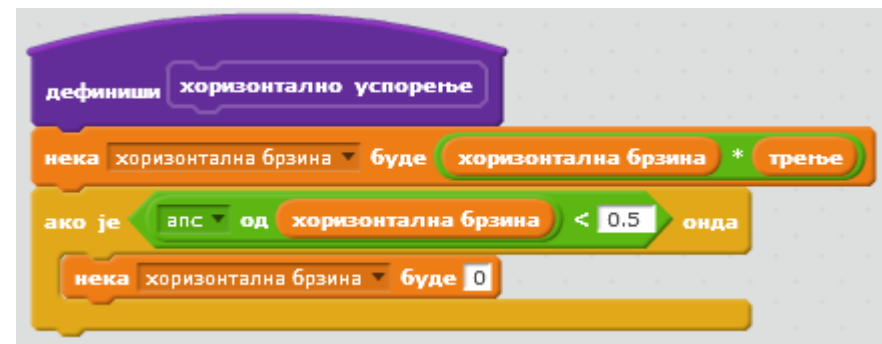 дефиниши хоризонтално успорење
нека хоризонтална брзина буде хоризонтална брзина * трење
ако је апс од хоризонтална брзина < 0.5 онда
нека хоризонтална брзина буде 0